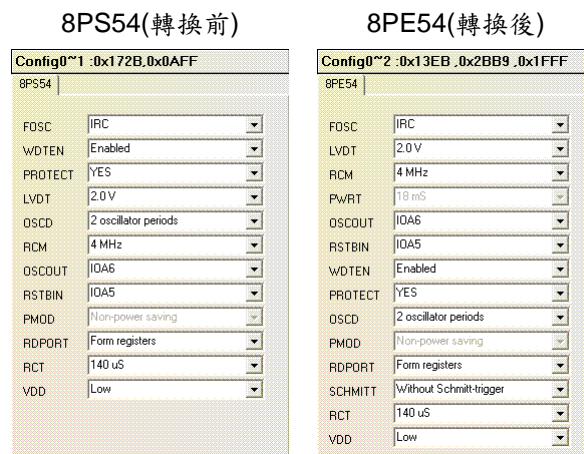 8PS54(轉換前)
Config0~1 :0x172B,0x0AFF
8PS54
FOSC IRC
WDTEN Enabled
PROTECT YES
LVDT 2.0 V
OSCD 2 oscillator periods
RCM 4 MHz
OSCOUT IOA6
RSTBIN IOA5
PMOD Non-power saving
RDPORT Form registers
RCT 140 uS
VDD Low
8PE54(轉換後)
Config0~2 :0x13EB ,0x2BB9 ,0x1FFF
8PE54
FOSC IRC
LVDT 2.0 V
RCM 4 MHz
PWRT 18 mS
OSCOUT IOA6
RSTBIN IOA5
WDTEN Enabled
PROTECT YES
OSCD 2 oscillator periods
PMOD Non-power saving
RDPORT Form registers
SCHMITT Without Schmitt-trigger
RCT 140 uS
VDD Low